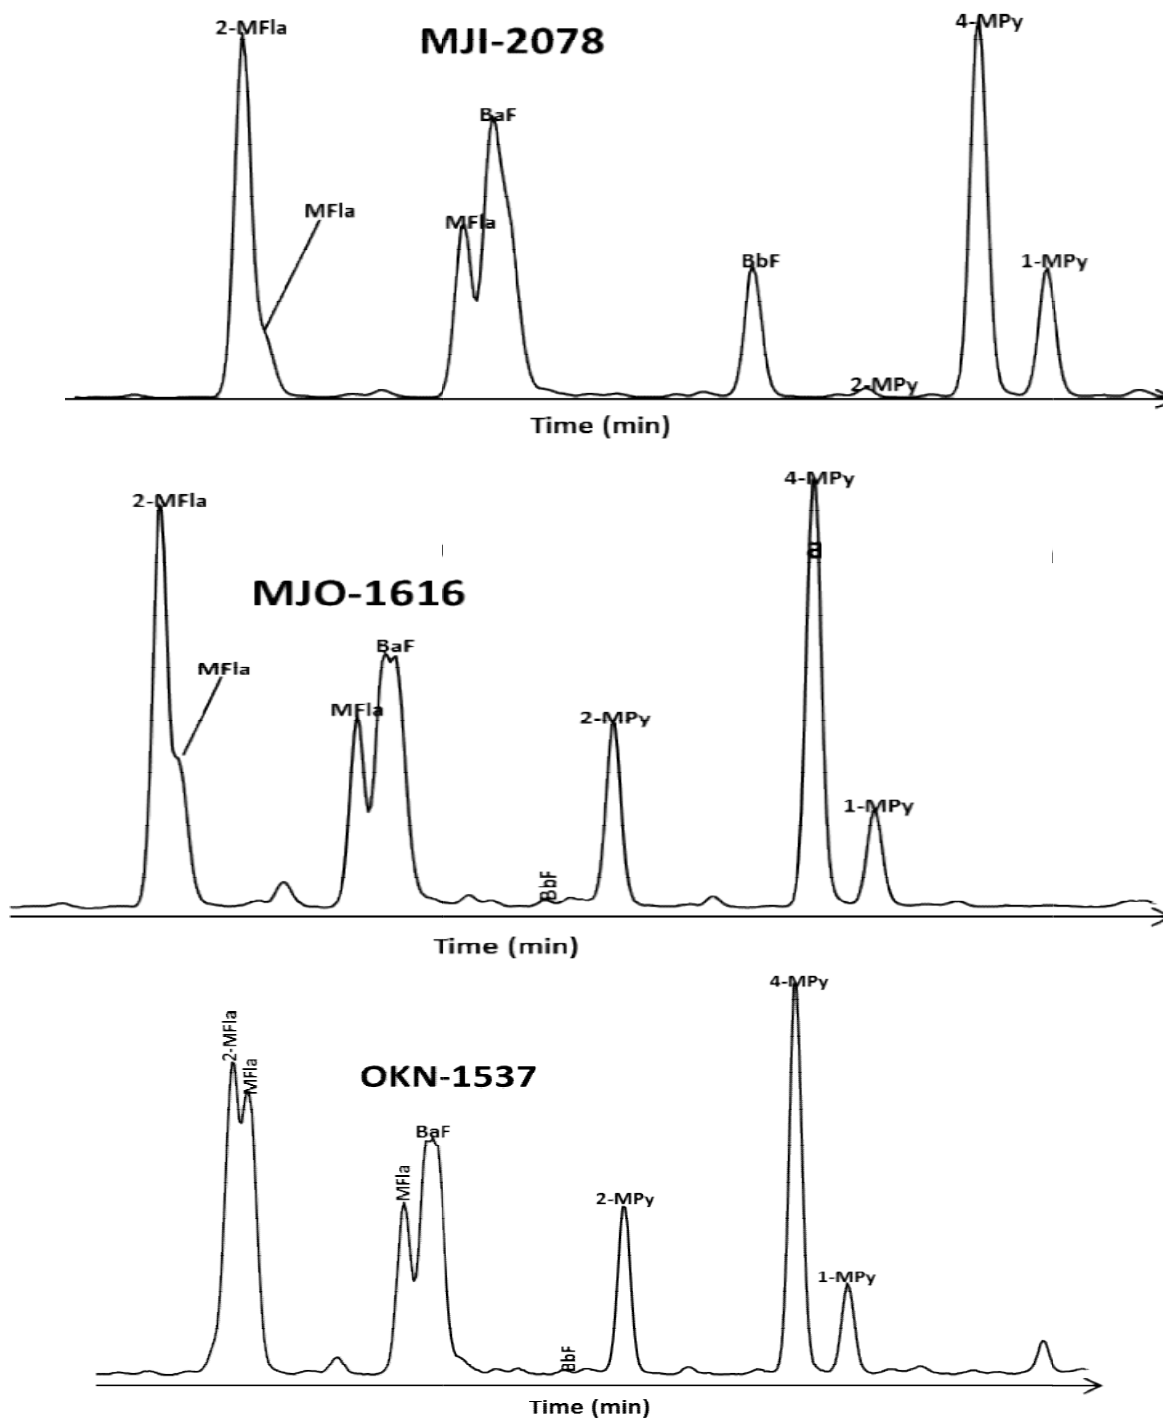 4-MPy
2-MFla
MJI-2078
BaF
MFla
MFla
BbF
1-MPy
2-MPy
Time (min)
4-MPy
2-MFla
a
MJO-1616
BaF
MFla
MFla
2-MPy
1-MPy
BbF
Time (min)
4-MPy
2-MFla
MFla
OKN-1537
BaF
MFla
2-MPy
1-MPy
BbF
Time (min)